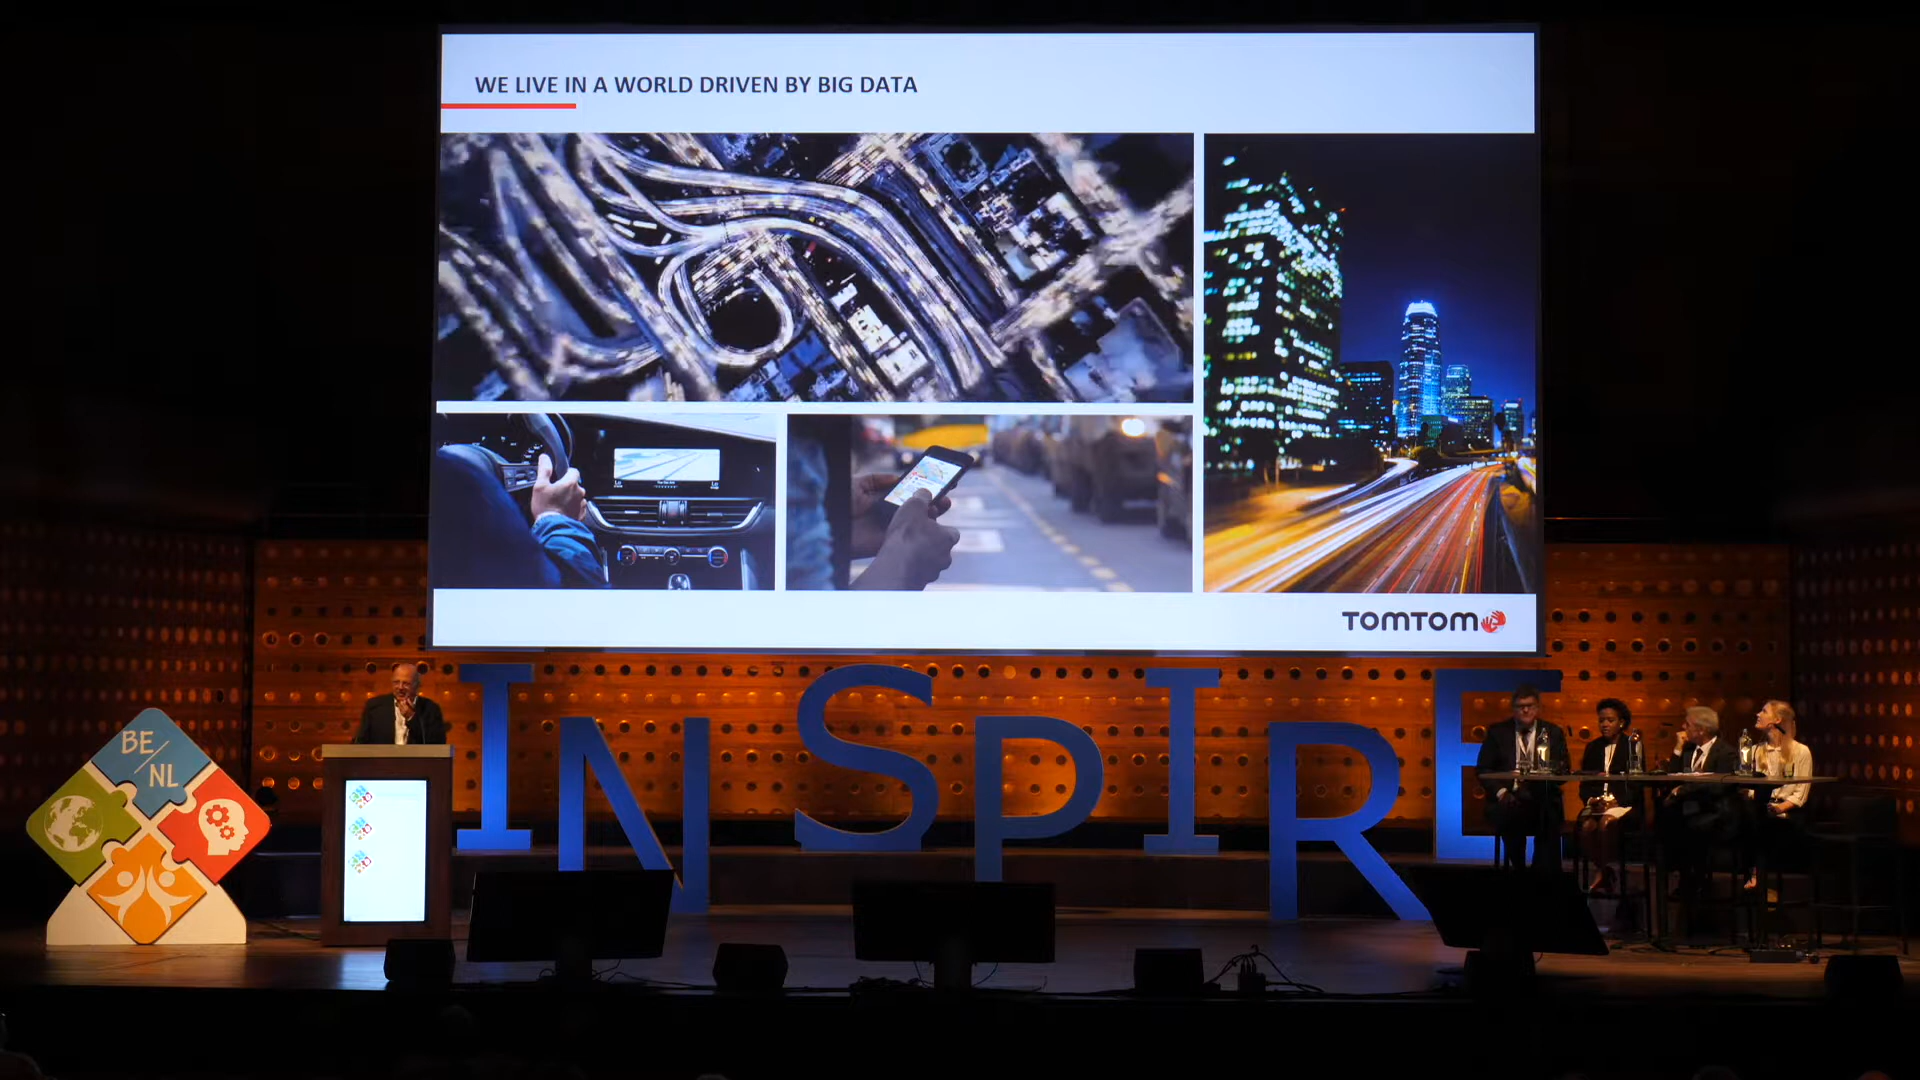 WE LIVE IN A WORLD DRIVEN BY BIG DATA
TOMTOM
INSPIRE
BE/
NL